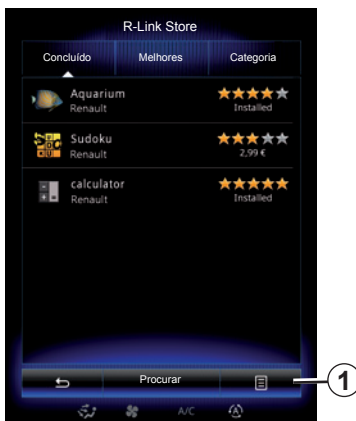 R-Link Store
Concluído Melhores Categoria
Aquarium
Renault Installed
Sudoku
Renault 2,99 €
calculator
Renault Installed
Procurar
1
A/C A